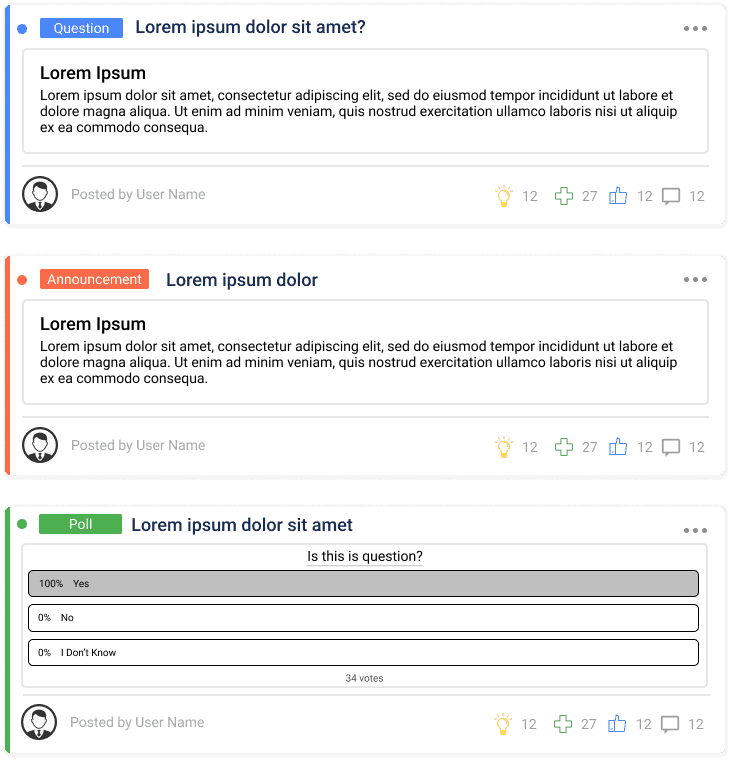 Question Lorem ipsum dolor sit amet?
Lorem Ipsum
Lorem ipsum dolor sit amet, consectetur adipiscing elit, sed do eiusmod tempor incididunt ut labore et
dolore magna aliqua. Ut enim ad minim veniam, quis nostrud exercitation ullamco laboris nisi ut aliquip
ex ea commodo consequa.
Posted by User Name 12 27 12 12
Announcement Lorem ipsum dolor
Lorem Ipsum
Lorem ipsum dolor sit amet, consectetur adipiscing elit, sed do eiusmod tempor incididunt ut labore et
dolore magna aliqua. Ut enim ad minim veniam, quis nostrud exercitation ullamco laboris nisi ut aliquip
ex ea commodo consequa.
Posted by User Name 12 27 12 12
Poll Lorem ipsum dolor sit amet
Is this is question?
100% Yes
0% No
0% I Don't Know
34 votes
Posted by User Name 12 27 12 12